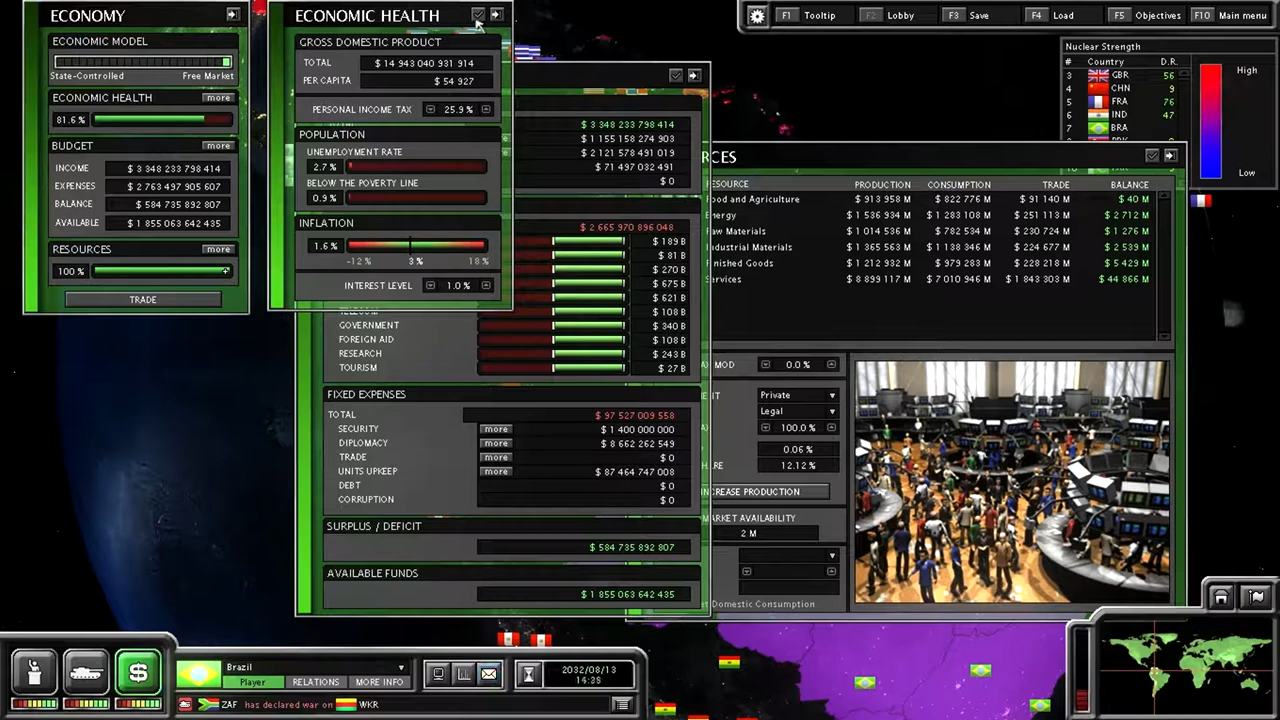 ECONOMY
ECONOMIC MODEL
State-Controlled Free Market
ECONOMIC HEALTH more
81.6 %
BUDGET more
INCOME $ 3 348 233 798 414
EXPENSES $ 2 763 497 905 607
BALANCE $ 584 735 892 807
AVAILABLE $ 1 855 063 642 435
RESOURCES more
100 %
TRADE
ECONOMIC HEALTH
GROSS DOMESTIC PRODUCT
TOTAL $ 14 943 040 931 914
PER CAPITA $ 54 927
PERSONAL INCOME TAX 25.9 %
POPULATION
UNEMPLOYMENT RATE
2.7 %
BELOW THE POVERTY LINE
0.9 %
INFLATION
1.6 %
-12 % 3 % 18 %
INTEREST LEVEL 1.0 %
$ 3 348 233 798 414
$ 1 155 158 274 903
$ 2 121 578 491 019
$ 71 497 032 491
$ 0
$ 2 665 970 896 048
$ 189 B
$ 81 B
$ 270 B
$ 675 B
$ 621 B
TELECOM $ 108 B
GOVERNMENT $ 340 B
FOREIGN AID $ 108 B
RESEARCH $ 243 B
TOURISM $ 27 B
FIXED EXPENSES
TOTAL $ 97 527 009 558
SECURITY more $ 1 400 000 000
DIPLOMACY more $ 8 662 262 549
TRADE more $ 0
UNITS UPKEEP more $ 87 464 747 008
DEBT $ 0
CORRUPTION $ 0
SURPLUS / DEFICIT
$ 584 735 892 807
AVAILABLE FUNDS
$ 1 855 063 642 435
RCES
RESOURCE PRODUCTION CONSUMPTION TRADE BALANCE
Food and Agriculture $ 913 958 M $ 822 776 M $ 91 140 M $ 40 M
Energy $ 1 536 934 M $ 1 283 108 M $ 251 113 M $ 2 712 M
Raw Materials $ 1 014 536 M $ 782 534 M $ 230 724 M $ 1 276 M
Industrial Materials $ 1 365 563 M $ 1 138 346 M $ 224 677 M $ 2 539 M
Finished Goods $ 1 212 932 M $ 979 283 M $ 228 218 M $ 5 429 M
Services $ 8 899 117 M $ 7 010 946 M $ 1 843 303 M $ 44 866 M
MOD 0.0 %
Private
Legal
100.0 %
0.06 %
12.12 %
INCREASE PRODUCTION
MARKET AVAILABILITY
2 M
Domestic Consumption
F1 Tooltip F2 Lobby F3 Save F4 Load F5 Objectives F10 Main menu
Nuclear Strength
# Country D.R.
3 GBR 56
4 CHN 9
5 FRA 76
6 IND 47
7 BRA
High
Low
Brazil
Player RELATIONS MORE INFO
2032/08/13
14:38
ZAF has declared war on WKR